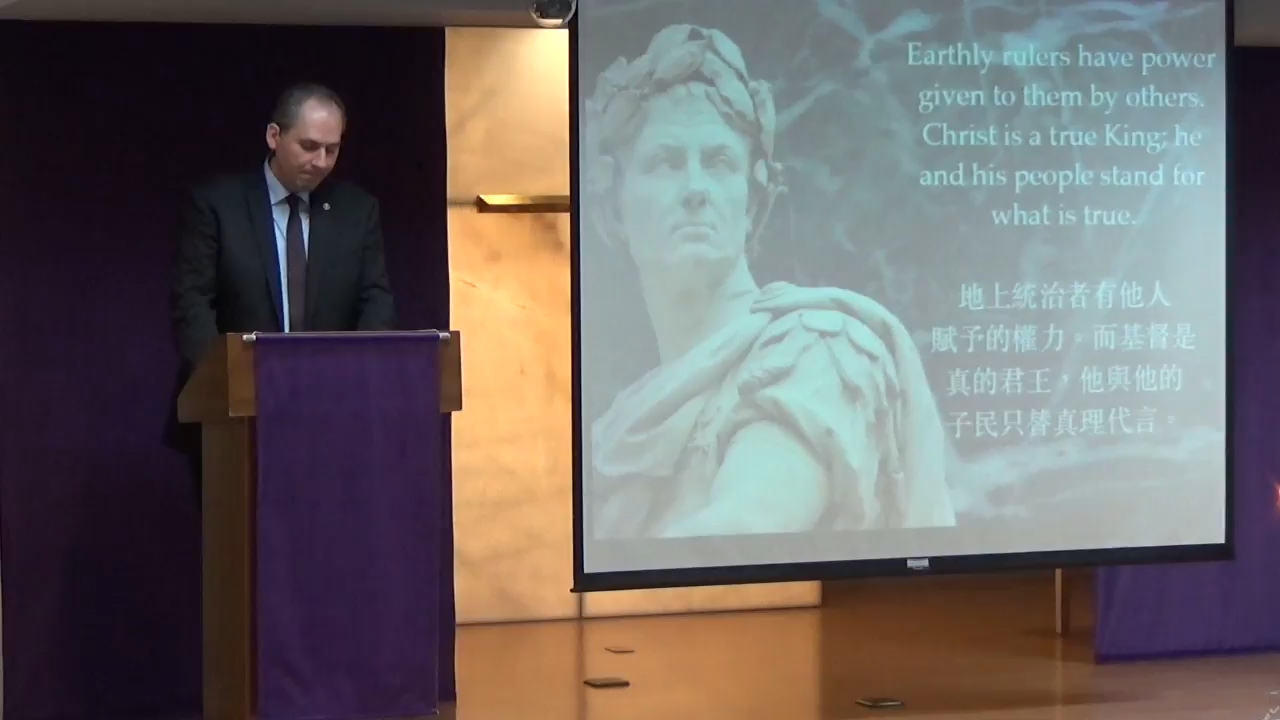 Earthly rulers have power
given to them by others.
Christ is a true King; he
and his people stand for
what is true.
地上統治者有他人
賦予的權力。而基督是
真的君王，他與他的
子民只替真理代言。